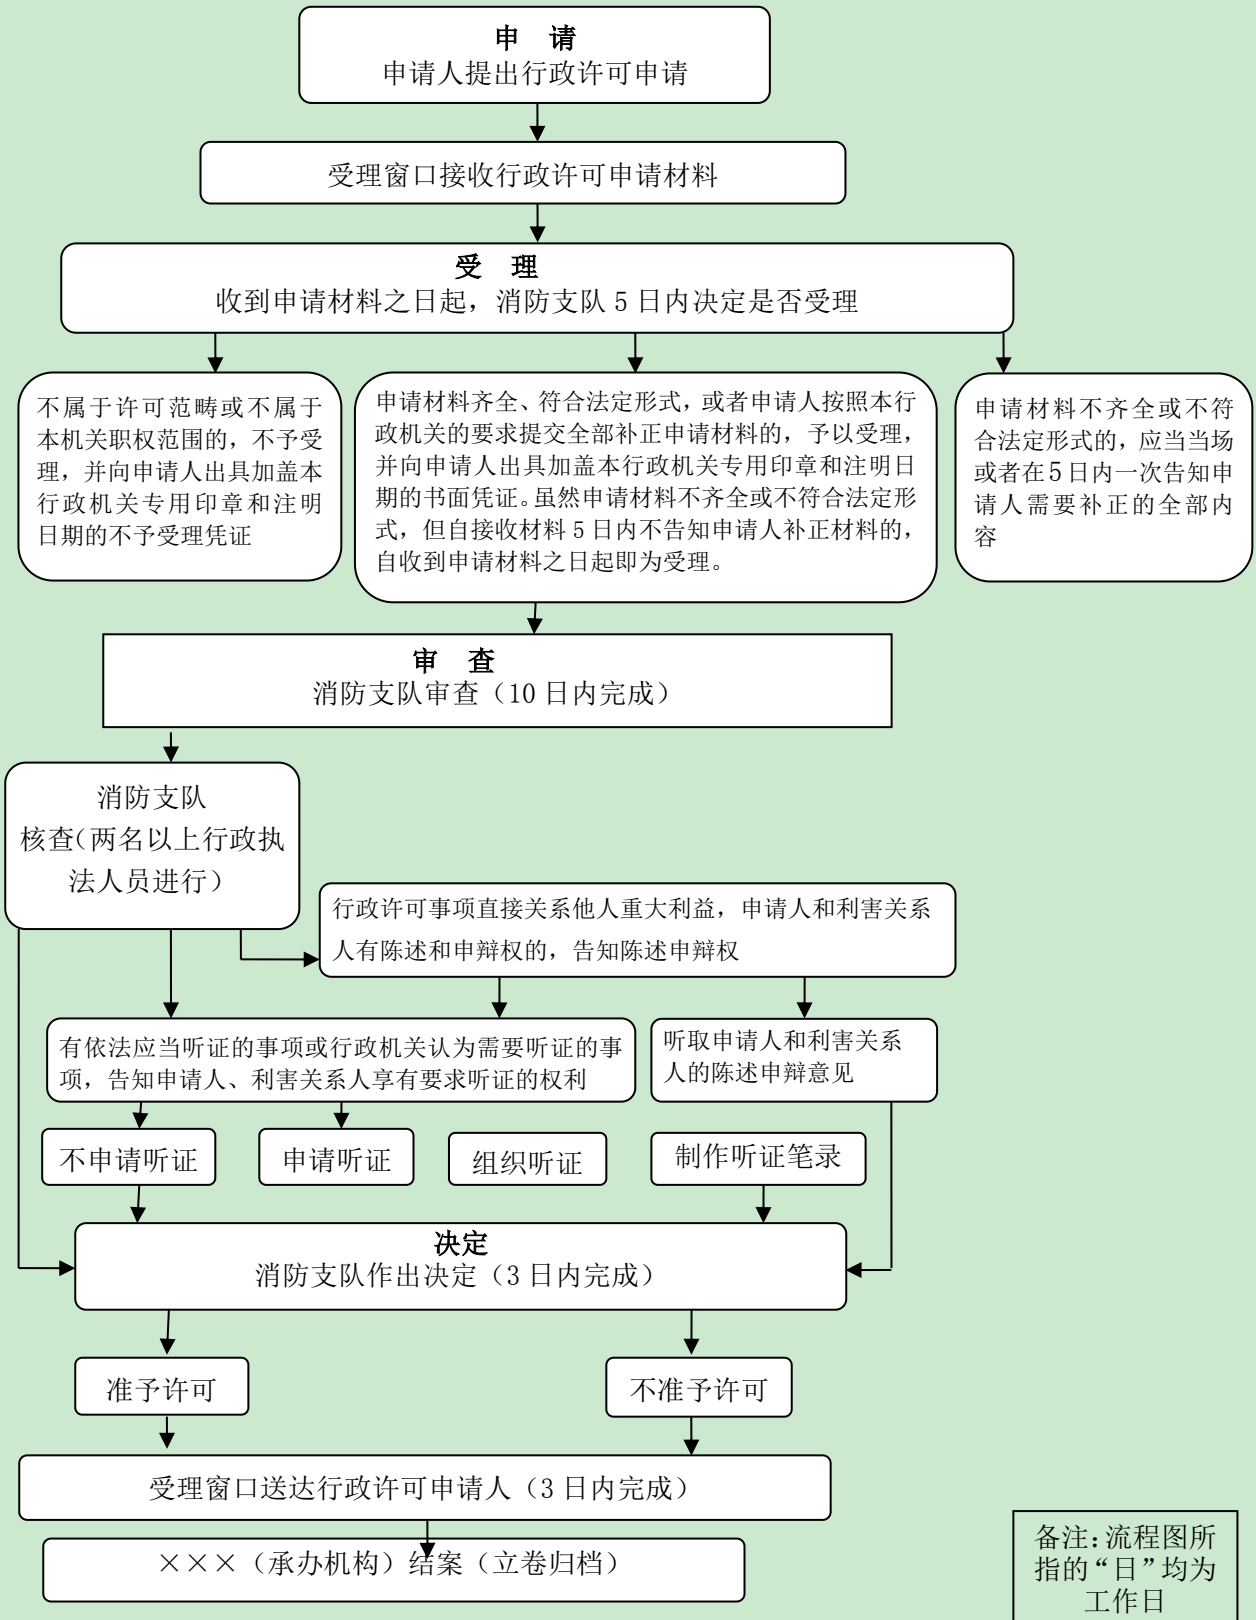 申 请
申请人提出行政许可申请
受理窗口接收行政许可申请材料
受 理
收到申请材料之日起，消防支队 5 日内决定是否受理
不属于许可范畴或不属于
本机关职权范围的，不予受
理，并向申请人出具加盖本
行政机关专用印章和注明
日期的不予受理凭证
申请材料齐全、符合法定形式，或者申请人按照本行
政机关的要求提交全部补正申请材料的，予以受理，
并向申请人出具加盖本行政机关专用印章和注明日
期的书面凭证。虽然申请材料不齐全或不符合法定形
式，但自接收材料 5 日内不告知申请人补正材料的，
自收到申请材料之日起即为受理。
申请材料不齐全或不符
合法定形式的，应当当场
或者在 5 日内一次告知申
请人需要补正的全部内
容
审 查
消防支队审查（10 日内完成）
消防支队
核查（两名以上行政执
法人员进行）
行政许可事项直接关系他人重大利益，申请人和利害关系
人有陈述和申辩权的，告知陈述申辩权
有依法应当听证的事项或行政机关认为需要听证的事
项，告知申请人、利害关系人享有要求听证的权利
听取申请人和利害关系
人的陈述申辩意见
不申请听证
申请听证
组织听证
制作听证笔录
决定
消防支队作出决定（3 日内完成）
准予许可
不准予许可
受理窗口送达行政许可申请人（3 日内完成）
×××（承办机构）结案（立卷归档）
备注：流程图所
指的“日”均为
工作日